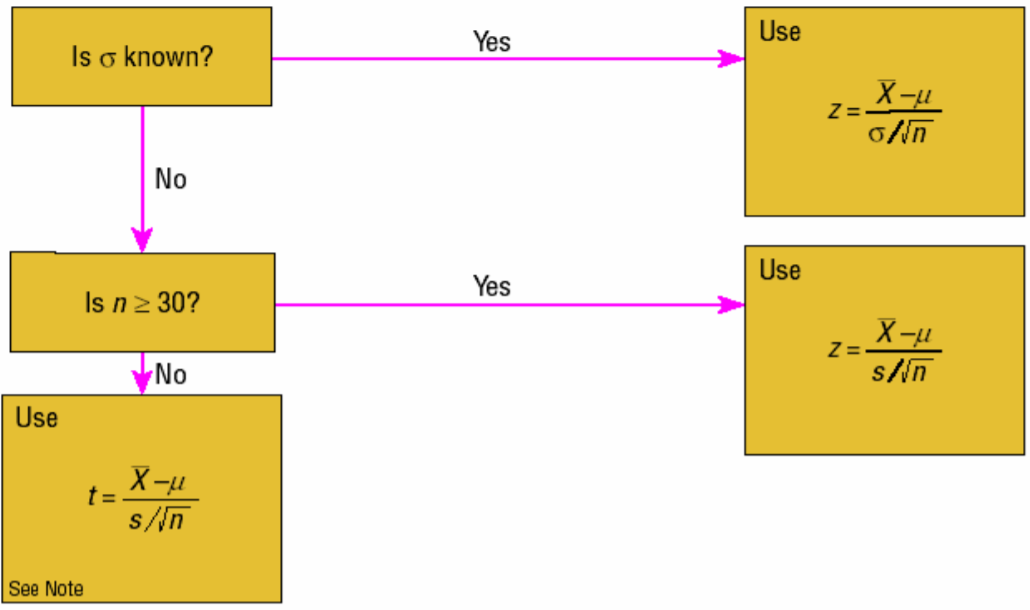 Is σ known?
Yes
Use
z = X̅ – μ / σ/√n
No
Is n ≥ 30?
Yes
Use
z = X̅ – μ / s/√n
No
Use
t = X̅ – μ / s/√n
See Note